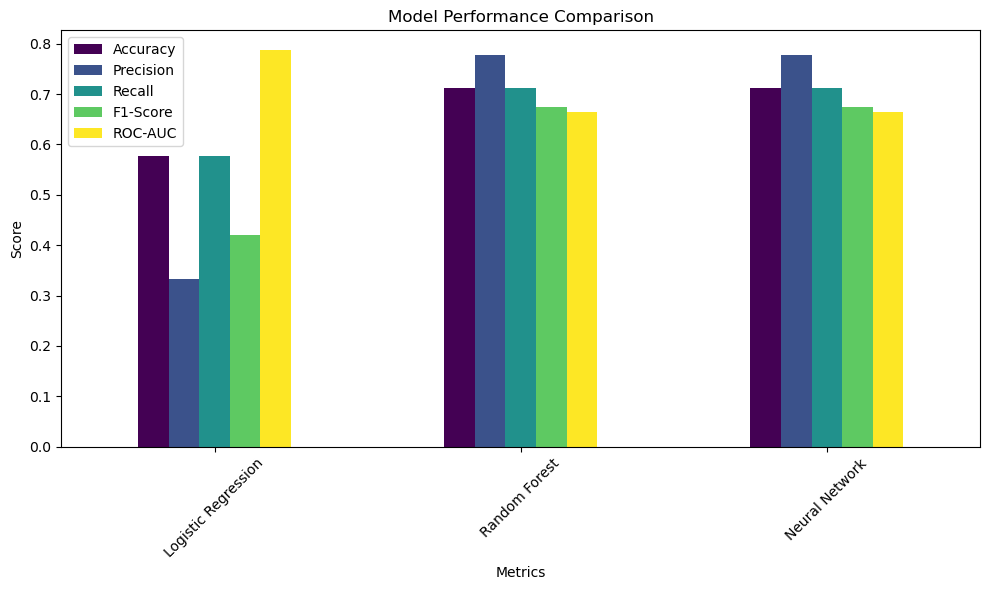 Model Performance Comparison
Accuracy
Precision
Recall
F1-Score
ROC-AUC
Score
0.8
0.7
0.6
0.5
0.4
0.3
0.2
0.1
0.0
Logistic Regression
Random Forest
Neural Network
Metrics